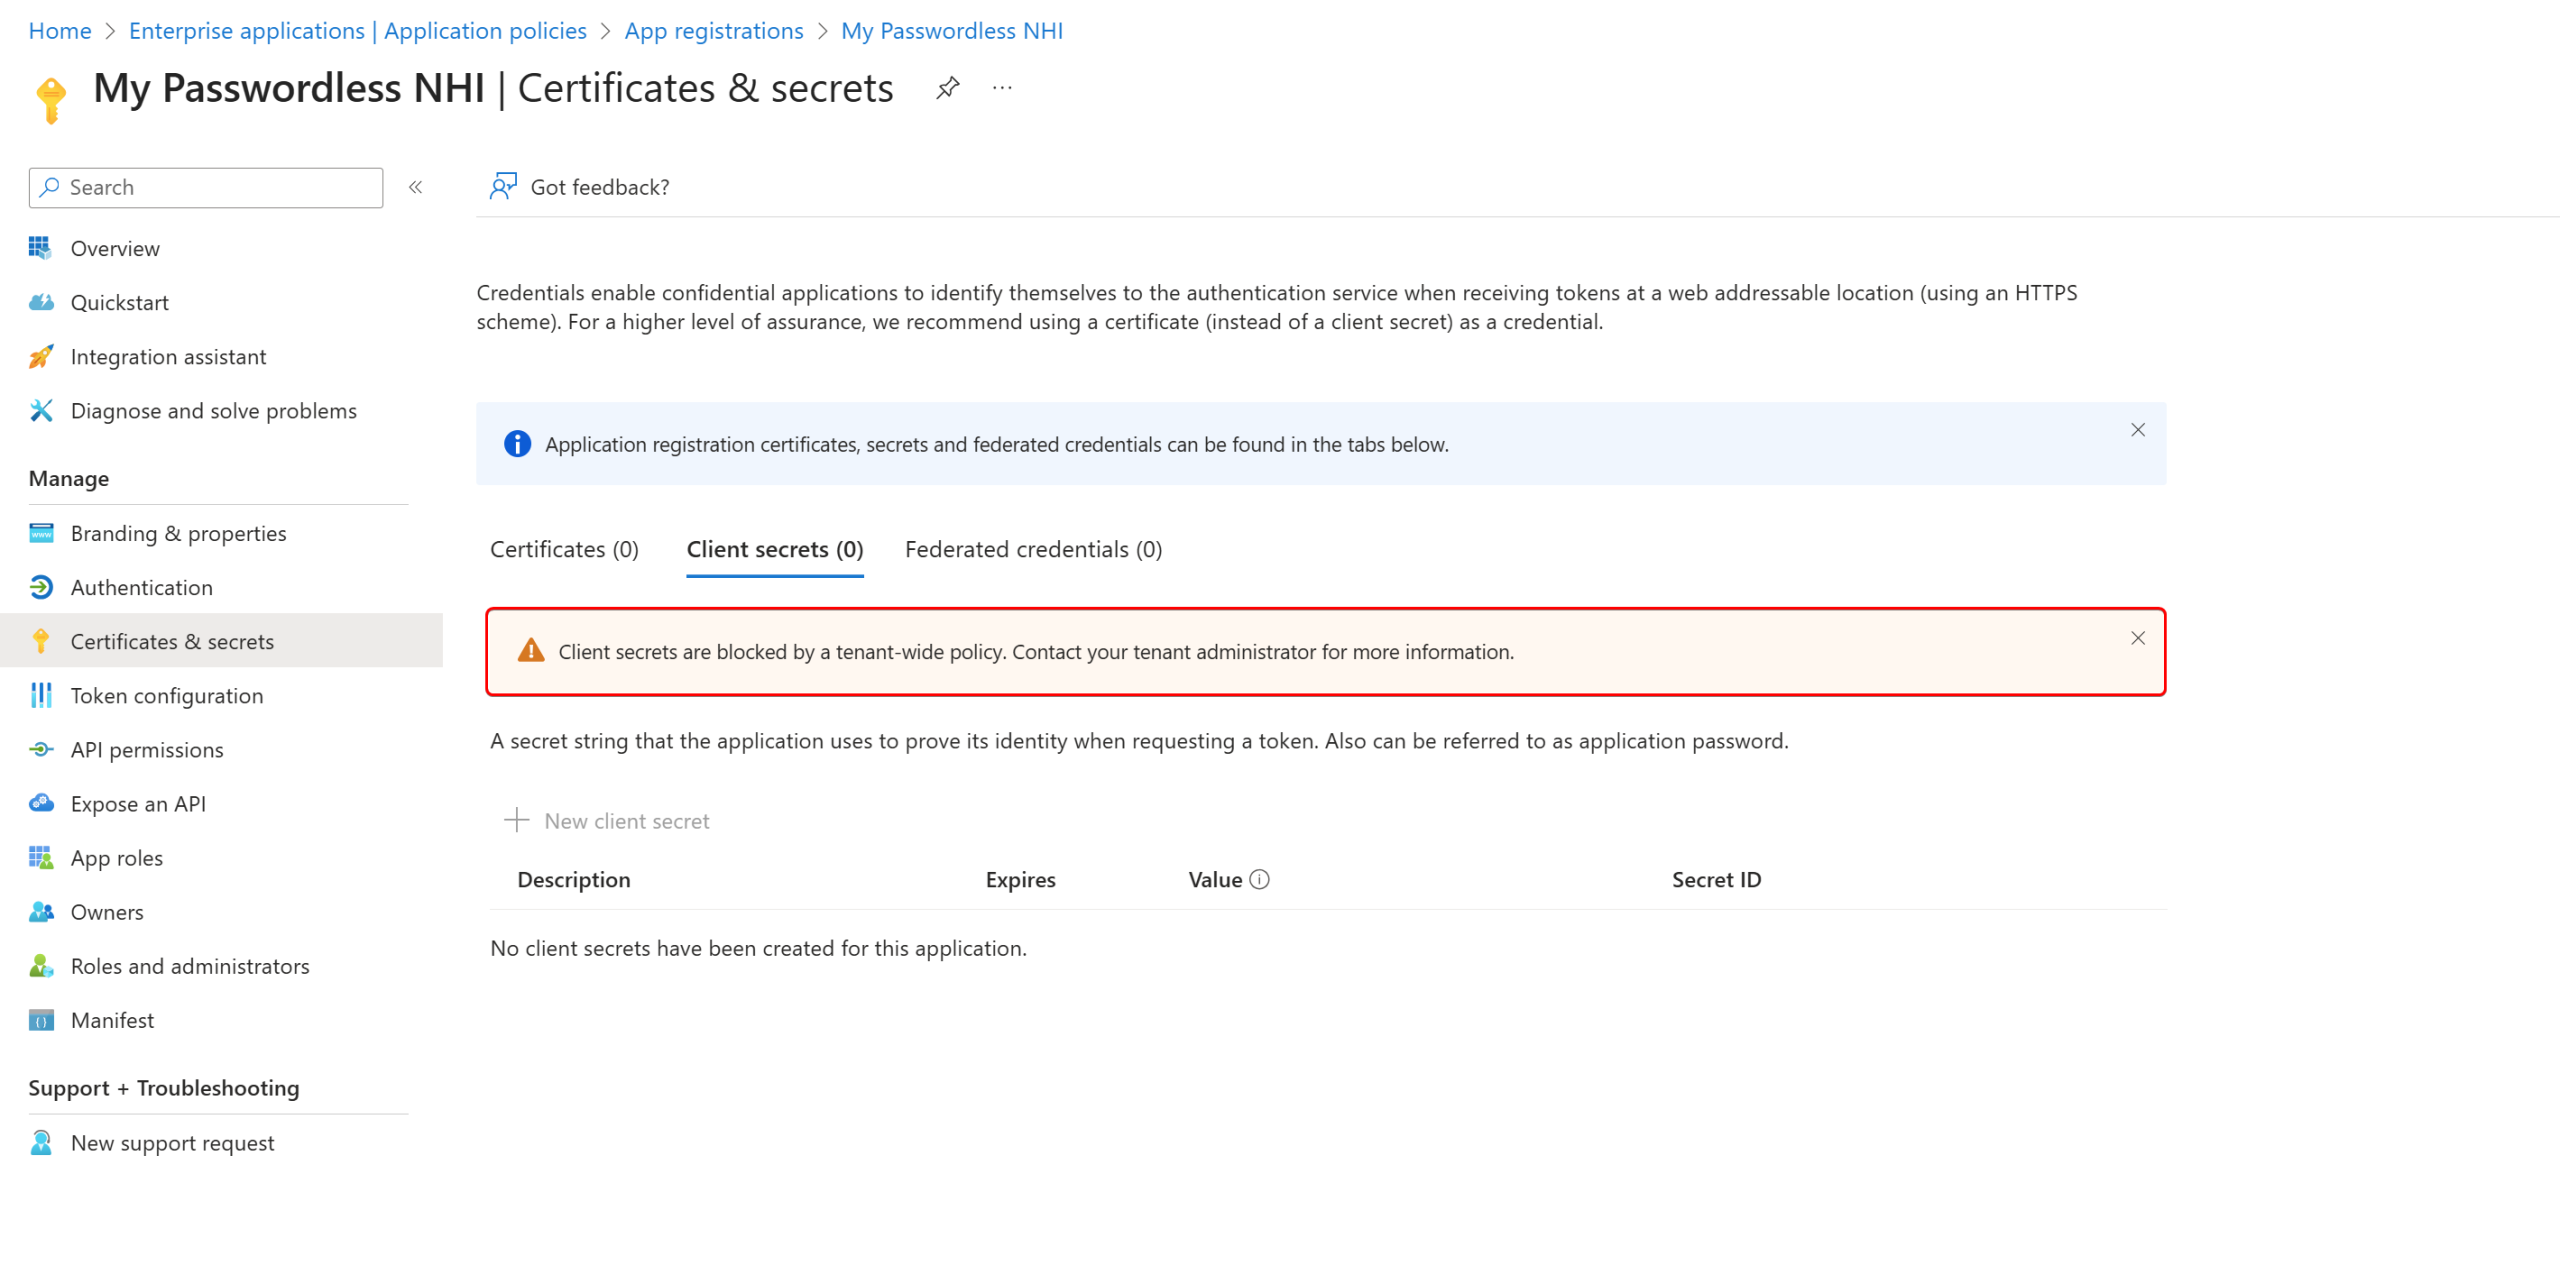 Home > Enterprise applications | Application policies > App registrations > My Passwordless NHI
My Passwordless NHI | Certificates & secrets
Search
Overview
Quickstart
Integration assistant
Diagnose and solve problems
Manage
Branding & properties
Authentication
Certificates & secrets
Token configuration
API permissions
Expose an API
App roles
Owners
Roles and administrators
Manifest
Support + Troubleshooting
New support request
Got feedback?
Credentials enable confidential applications to identify themselves to the authentication service when receiving tokens at a web addressable location (using an HTTPS
scheme). For a higher level of assurance, we recommend using a certificate (instead of a client secret) as a credential.
Application registration certificates, secrets and federated credentials can be found in the tabs below.
Certificates (0) Client secrets (0) Federated credentials (0)
Client secrets are blocked by a tenant-wide policy. Contact your tenant administrator for more information.
A secret string that the application uses to prove its identity when requesting a token. Also can be referred to as application password.
New client secret
Description Expires Value Secret ID
No client secrets have been created for this application.